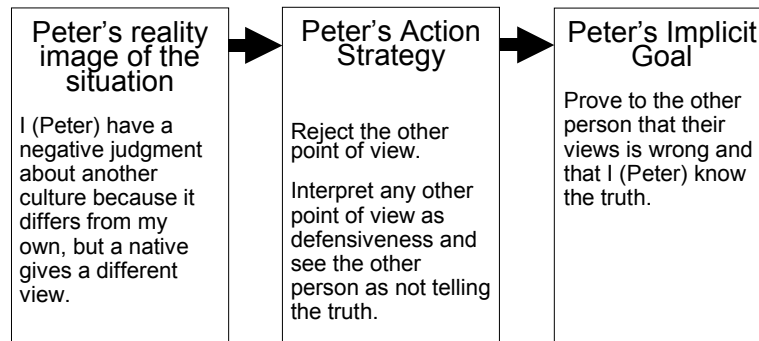 Peter’s reality
image of the
situation
I (Peter) have a
negative judgment
about another
culture because it
differs from my
own, but a native
gives a different
view.
Peter’s Action
Strategy
Reject the other
point of view.
Interpret any other
point of view as
defensiveness and
see the other
person as not telling
the truth.
Peter’s Implicit
Goal
Prove to the other
person that their
views is wrong and
that I (Peter) know
the truth.